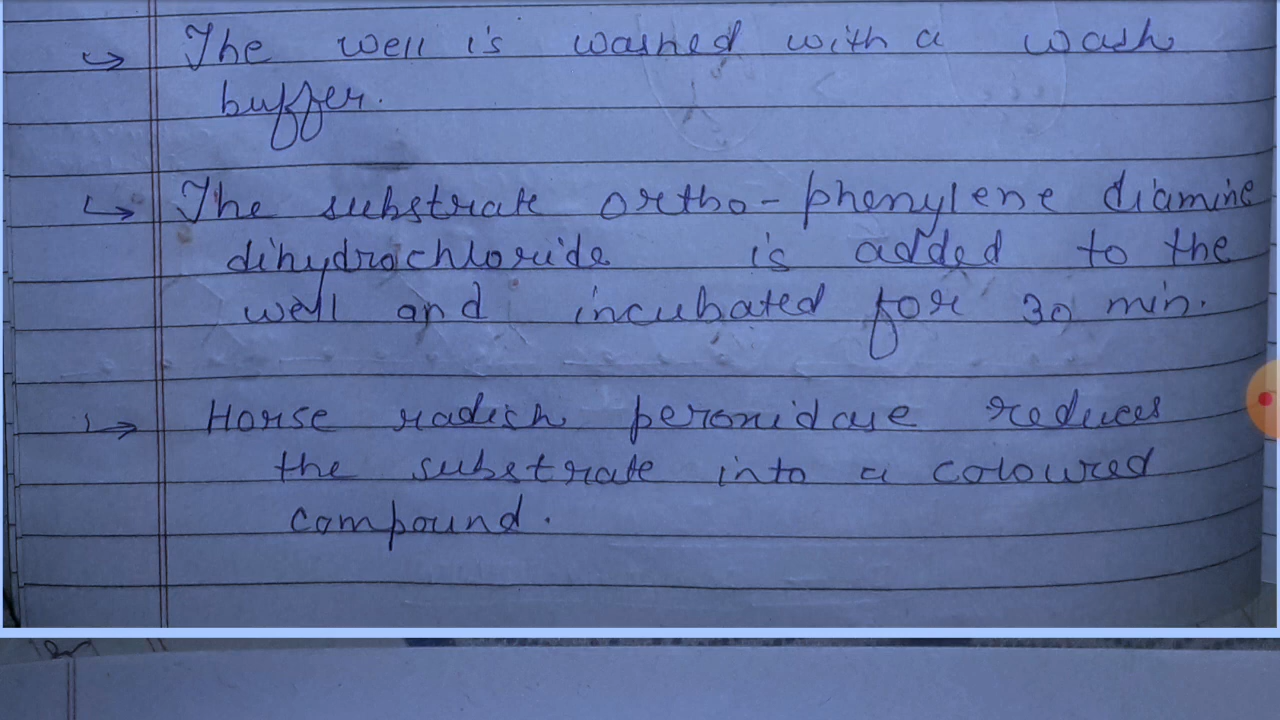 ↳ The well is washed with a wash
buffer.
↳ The substrate ortho-phenylene diamine
dihydrochloride is added to the
well and incubated for 30 min.
↳ Horse radish peroxidase reduces
the substrate into a coloured
compound.